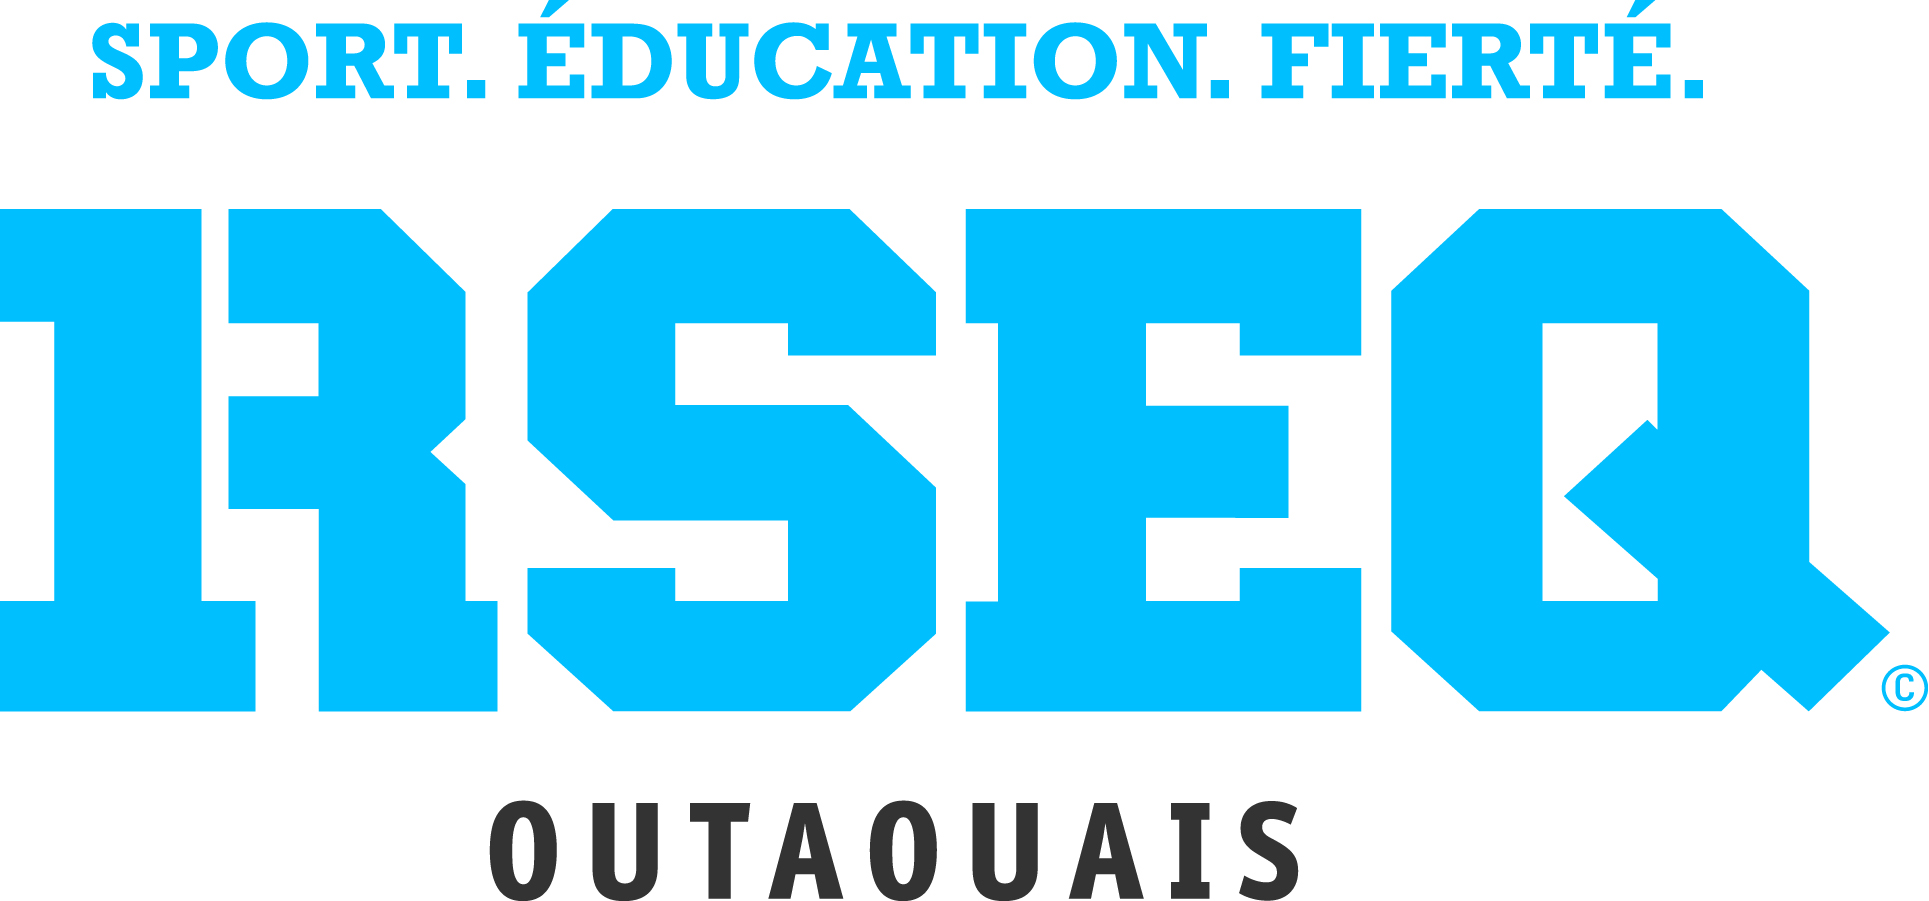 SPORT. ÉDUCATION. FIERTÉ.
RSEQ©
OUTAOUAIS